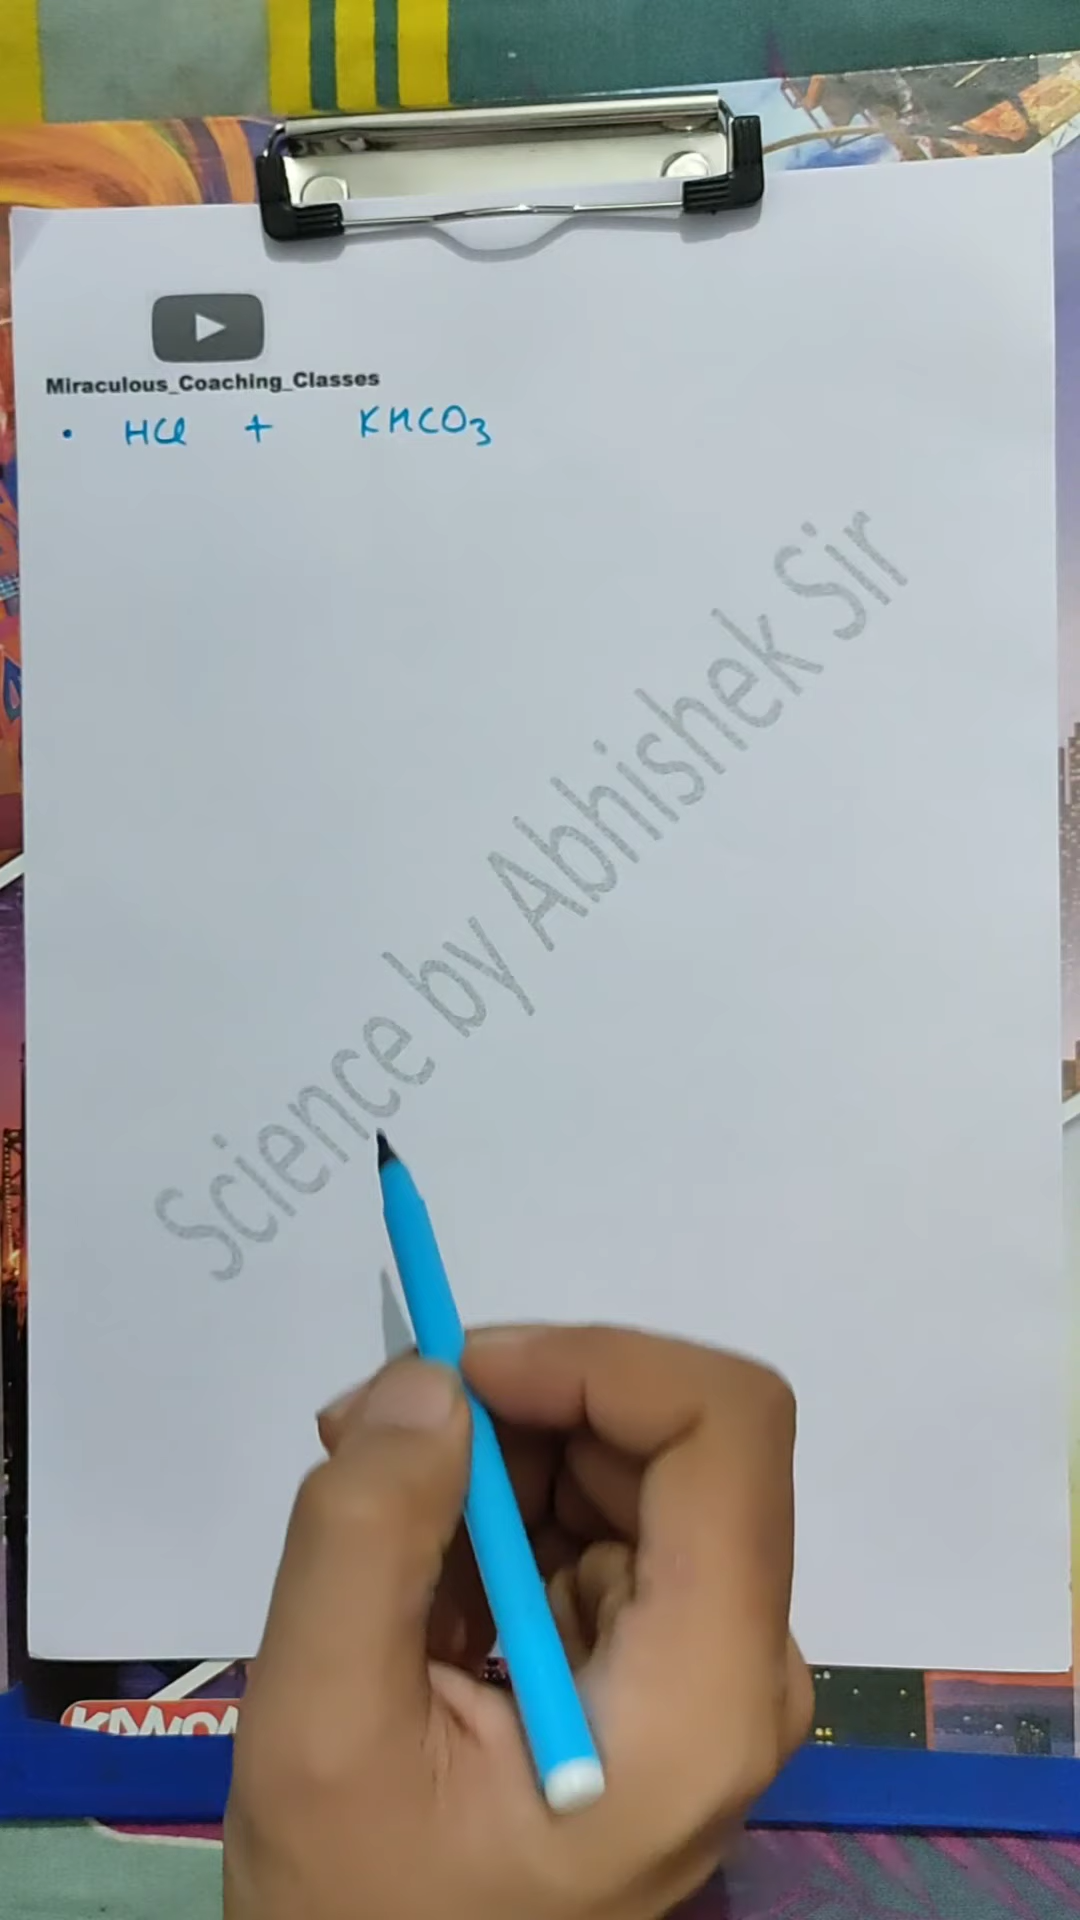 Miraculous_Coaching_Classes
• HCl + KHCO3
Science by Abhishek Sir